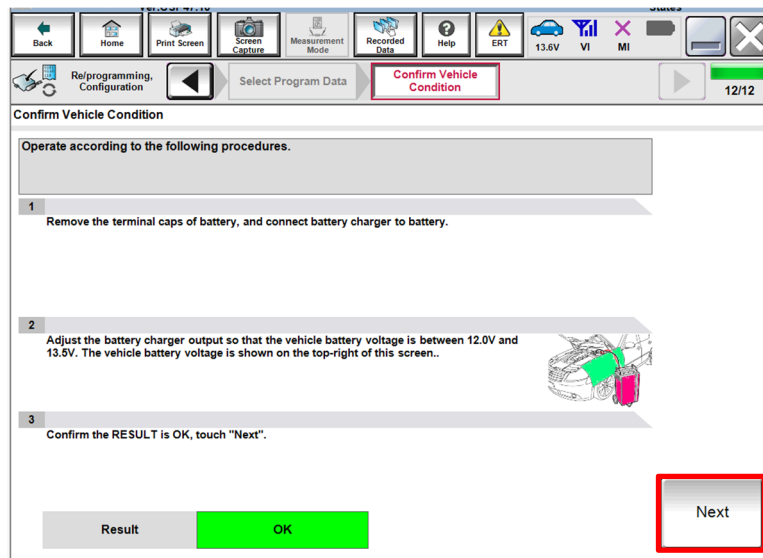 Back
Home
Print Screen
Screen
Capture
Measurement
Mode
Recorded
Data
Help
ERT
13.6V
VI
MI
Re/programming,
Configuration
Select Program Data
Confirm Vehicle
Condition
12/12
Confirm Vehicle Condition
Operate according to the following procedures.
1
Remove the terminal caps of battery, and connect battery charger to battery.
2
Adjust the battery charger output so that the vehicle battery voltage is between 12.0V and
13.5V. The vehicle battery voltage is shown on the top-right of this screen..
3
Confirm the RESULT is OK, touch "Next".
Next
Result
OK